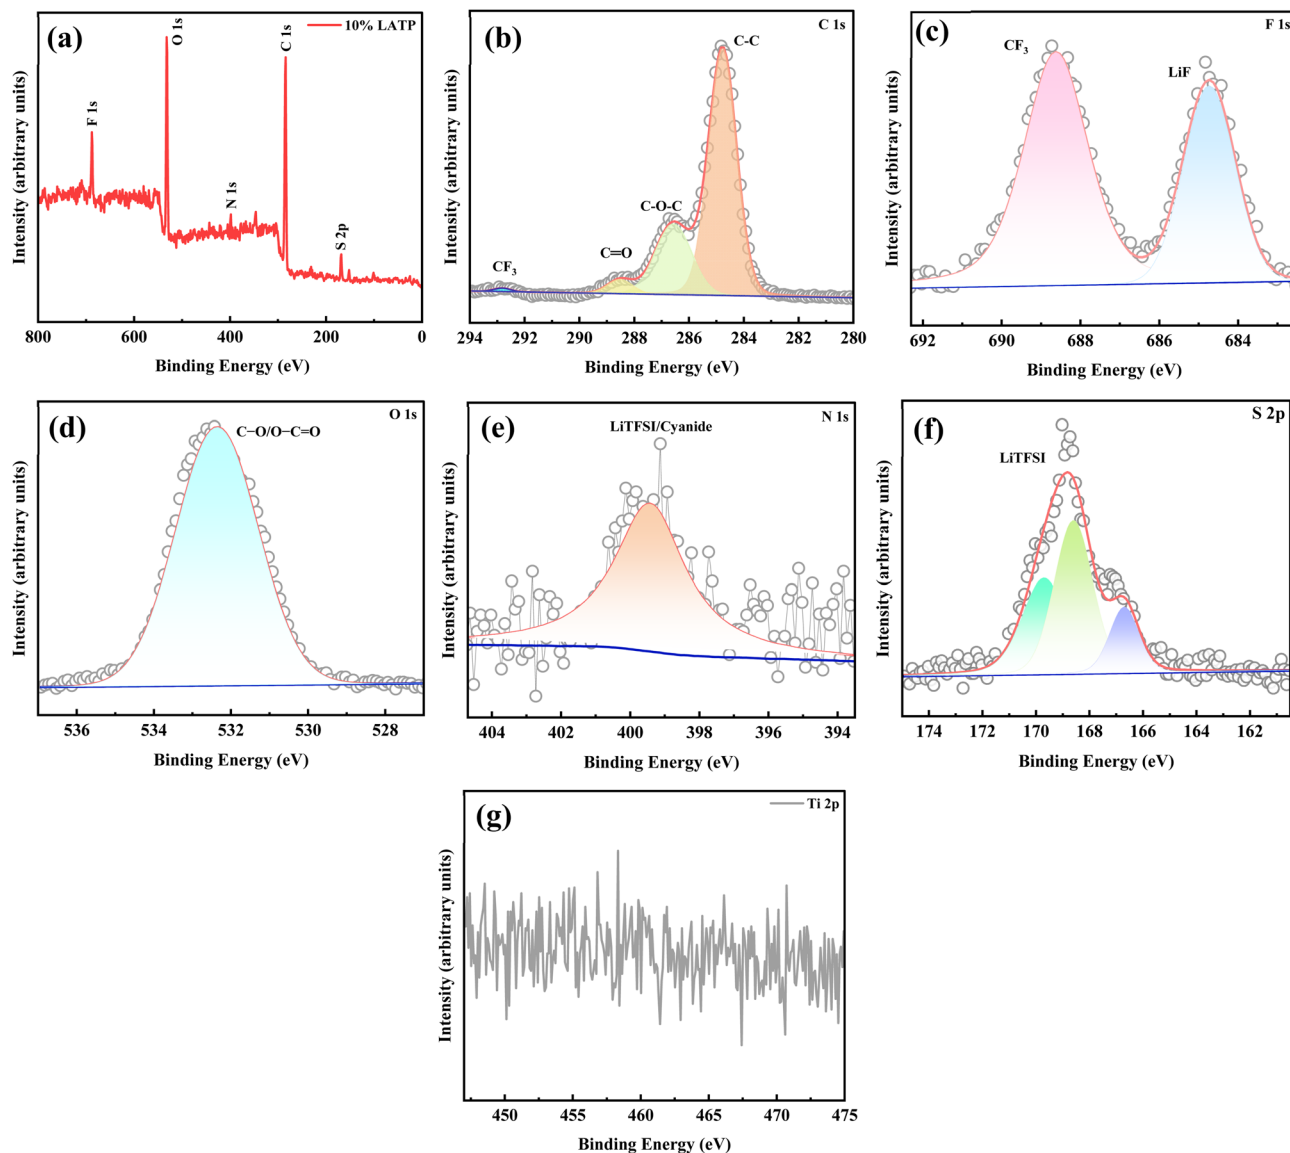 (a)
10% LATP
F 1s
O 1s
N 1s
C 1s
S 2p
Intensity (arbitrary units)
800 600 400 200 0
Binding Energy (eV)
(b)
C 1s
C-C
C-O-C
C=O
CF₃
Intensity (arbitrary units)
294 292 290 288 286 284 282 280
Binding Energy (eV)
(c)
F 1s
CF₃
LiF
Intensity (arbitrary units)
692 690 688 686 684
Binding Energy (eV)
(d)
O 1s
C−O/O−C=O
Intensity (arbitrary units)
536 534 532 530 528
Binding Energy (eV)
(e)
N 1s
LiTFSI/Cyanide
Intensity (arbitrary units)
404 402 400 398 396 394
Binding Energy (eV)
(f)
S 2p
LiTFSI
Intensity (arbitrary units)
174 172 170 168 166 164 162
Binding Energy (eV)
(g)
Ti 2p
Intensity (arbitrary units)
450 455 460 465 470 475
Binding Energy (eV)